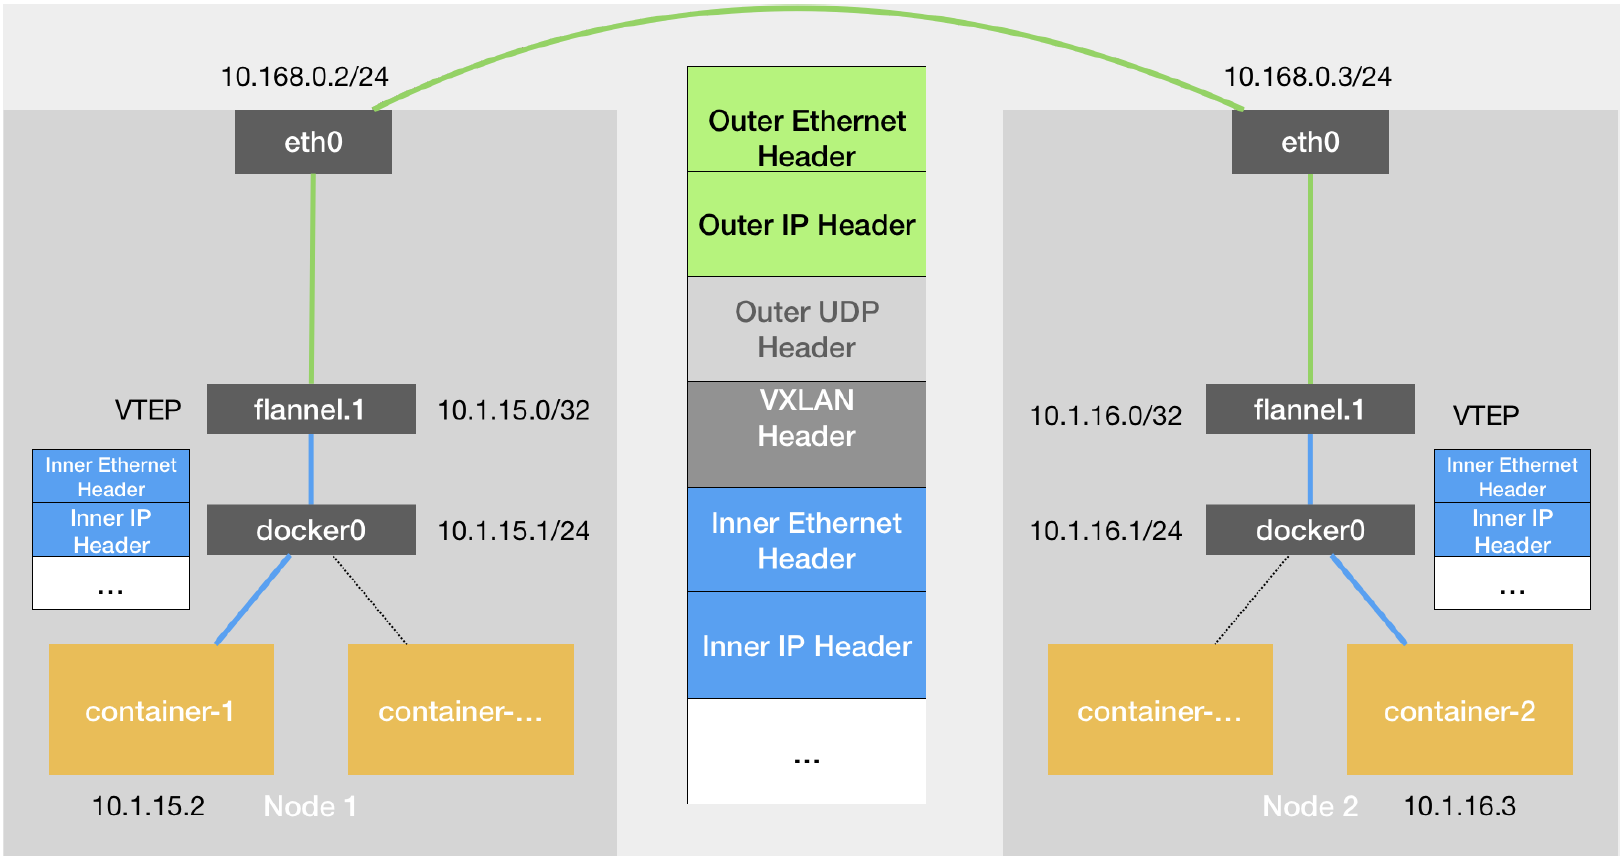 10.168.0.2/24
eth0
VTEP
flannel.1
10.1.15.0/32
Inner Ethernet
Header
Inner IP
Header
...
docker0
10.1.15.1/24
container-1
container-...
10.1.15.2
Node 1
Outer Ethernet
Header
Outer IP Header
Outer UDP
Header
VXLAN
Header
Inner Ethernet
Header
Inner IP Header
...
10.168.0.3/24
eth0
10.1.16.0/32
flannel.1
VTEP
10.1.16.1/24
docker0
Inner Ethernet
Header
Inner IP
Header
...
container-...
container-2
Node 2
10.1.16.3